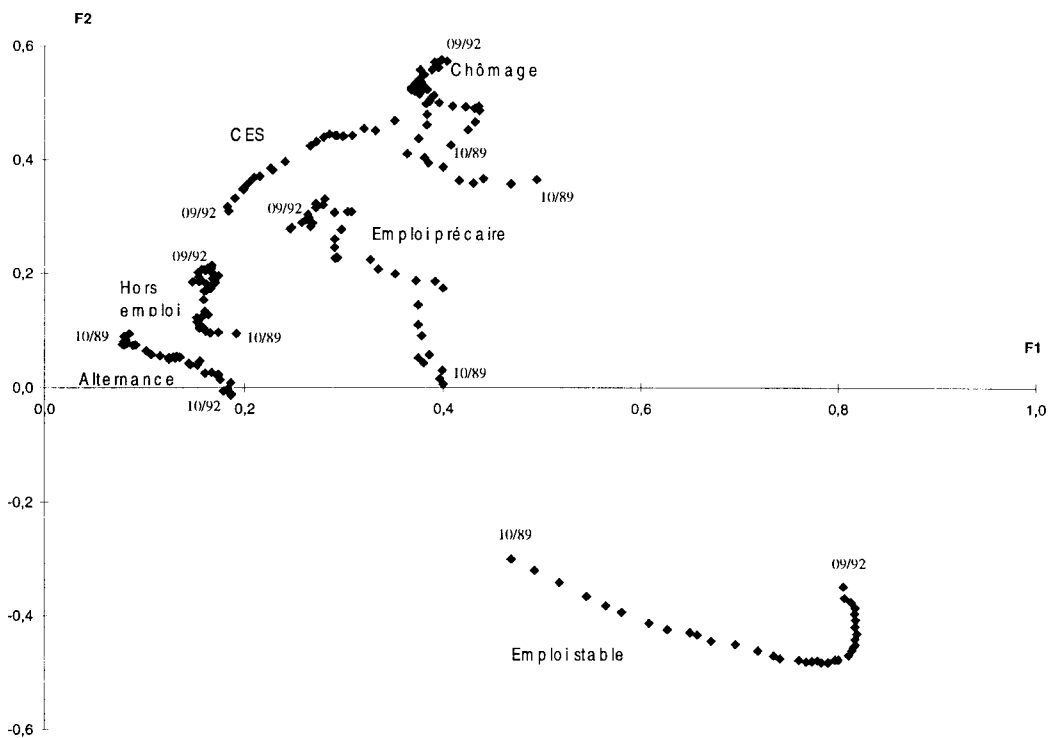 F2
0,6
09/92
Chômage
CES
0,4
10/89
10/89
09/92
09/92
Emploi précaire
0,2
09/92
Hors
emploi
10/89
10/89
10/89
F1
Alternance
0,0
10/92
0,0
0,2
0,4
0,6
0,8
1,0
-0,2
10/89
09/92
-0,4
Emploi stable
-0,6